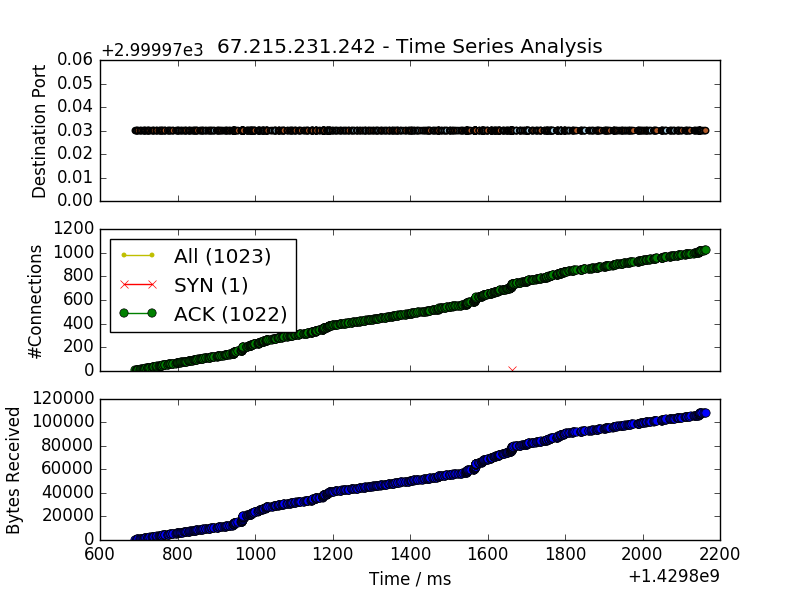 +2.99997e3 67.215.231.242 - Time Series Analysis
0.06
0.05
0.04
0.03
0.02
0.01
0.00
Destination Port
1200
1000
800
600
400
200
0
#Connections
All (1023)
SYN (1)
ACK (1022)
120000
100000
80000
60000
40000
20000
0
Bytes Received
600 800 1000 1200 1400 1600 1800 2000 2200
Time / ms
+1.4298e9